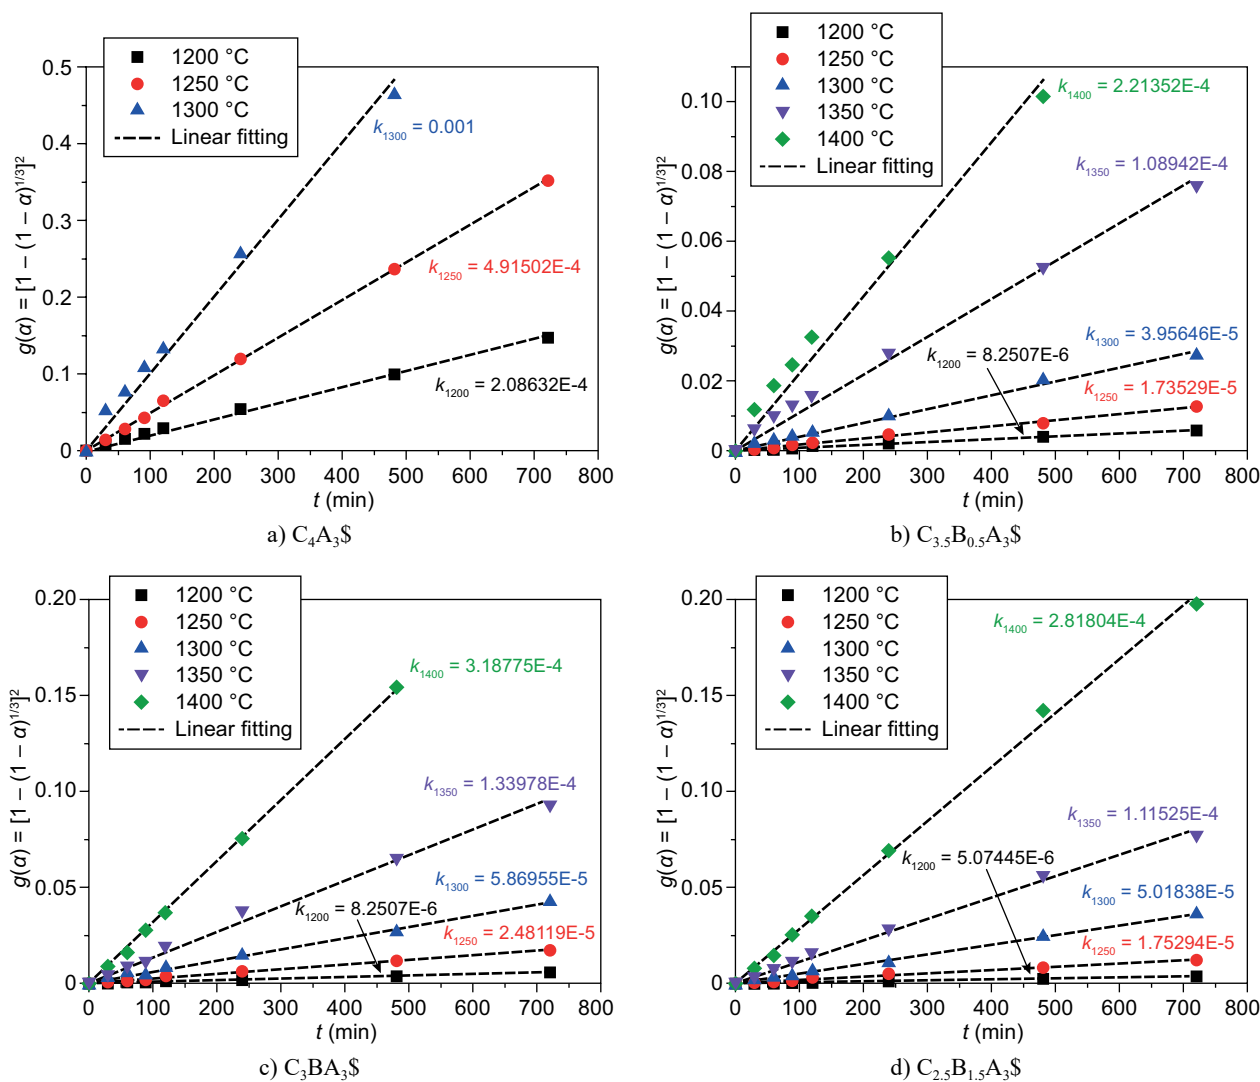 1200 °C
1250 °C
1300 °C
Linear fitting
g(α) = [1 – (1 – α)^1/3]²
0.5
0.4
0.3
0.2
0.1
0
k1300 = 0.001
k1250 = 4.91502E-4
k1200 = 2.08632E-4
0 100 200 300 400 500 600 700 800
t (min)
a) C4A3$
1200 °C
1250 °C
1300 °C
1350 °C
1400 °C
Linear fitting
g(α) = [1 – (1 – α)^1/3]²
0.10
0.08
0.06
0.04
0.02
0
k1400 = 2.21352E-4
k1350 = 1.08942E-4
k1300 = 3.95646E-5
k1200 = 8.2507E-6
k1250 = 1.73529E-5
0 100 200 300 400 500 600 700 800
t (min)
b) C3.5B0.5A3$
1200 °C
1250 °C
1300 °C
1350 °C
1400 °C
Linear fitting
g(α) = [1 – (1 – α)^1/3]²
0.20
0.15
0.10
0.05
0
k1400 = 3.18775E-4
k1350 = 1.33978E-4
k1300 = 5.86955E-5
k1200 = 8.2507E-6
k1250 = 2.48119E-5
0 100 200 300 400 500 600 700 800
t (min)
c) C3BA3$
1200 °C
1250 °C
1300 °C
1350 °C
1400 °C
Linear fitting
g(α) = [1 – (1 – α)^1/3]²
0.20
0.15
0.10
0.05
0
k1400 = 2.81804E-4
k1350 = 1.11525E-4
k1200 = 5.07445E-6
k1300 = 5.01838E-5
k1250 = 1.75294E-5
0 100 200 300 400 500 600 700 800
t (min)
d) C2.5B1.5A3$